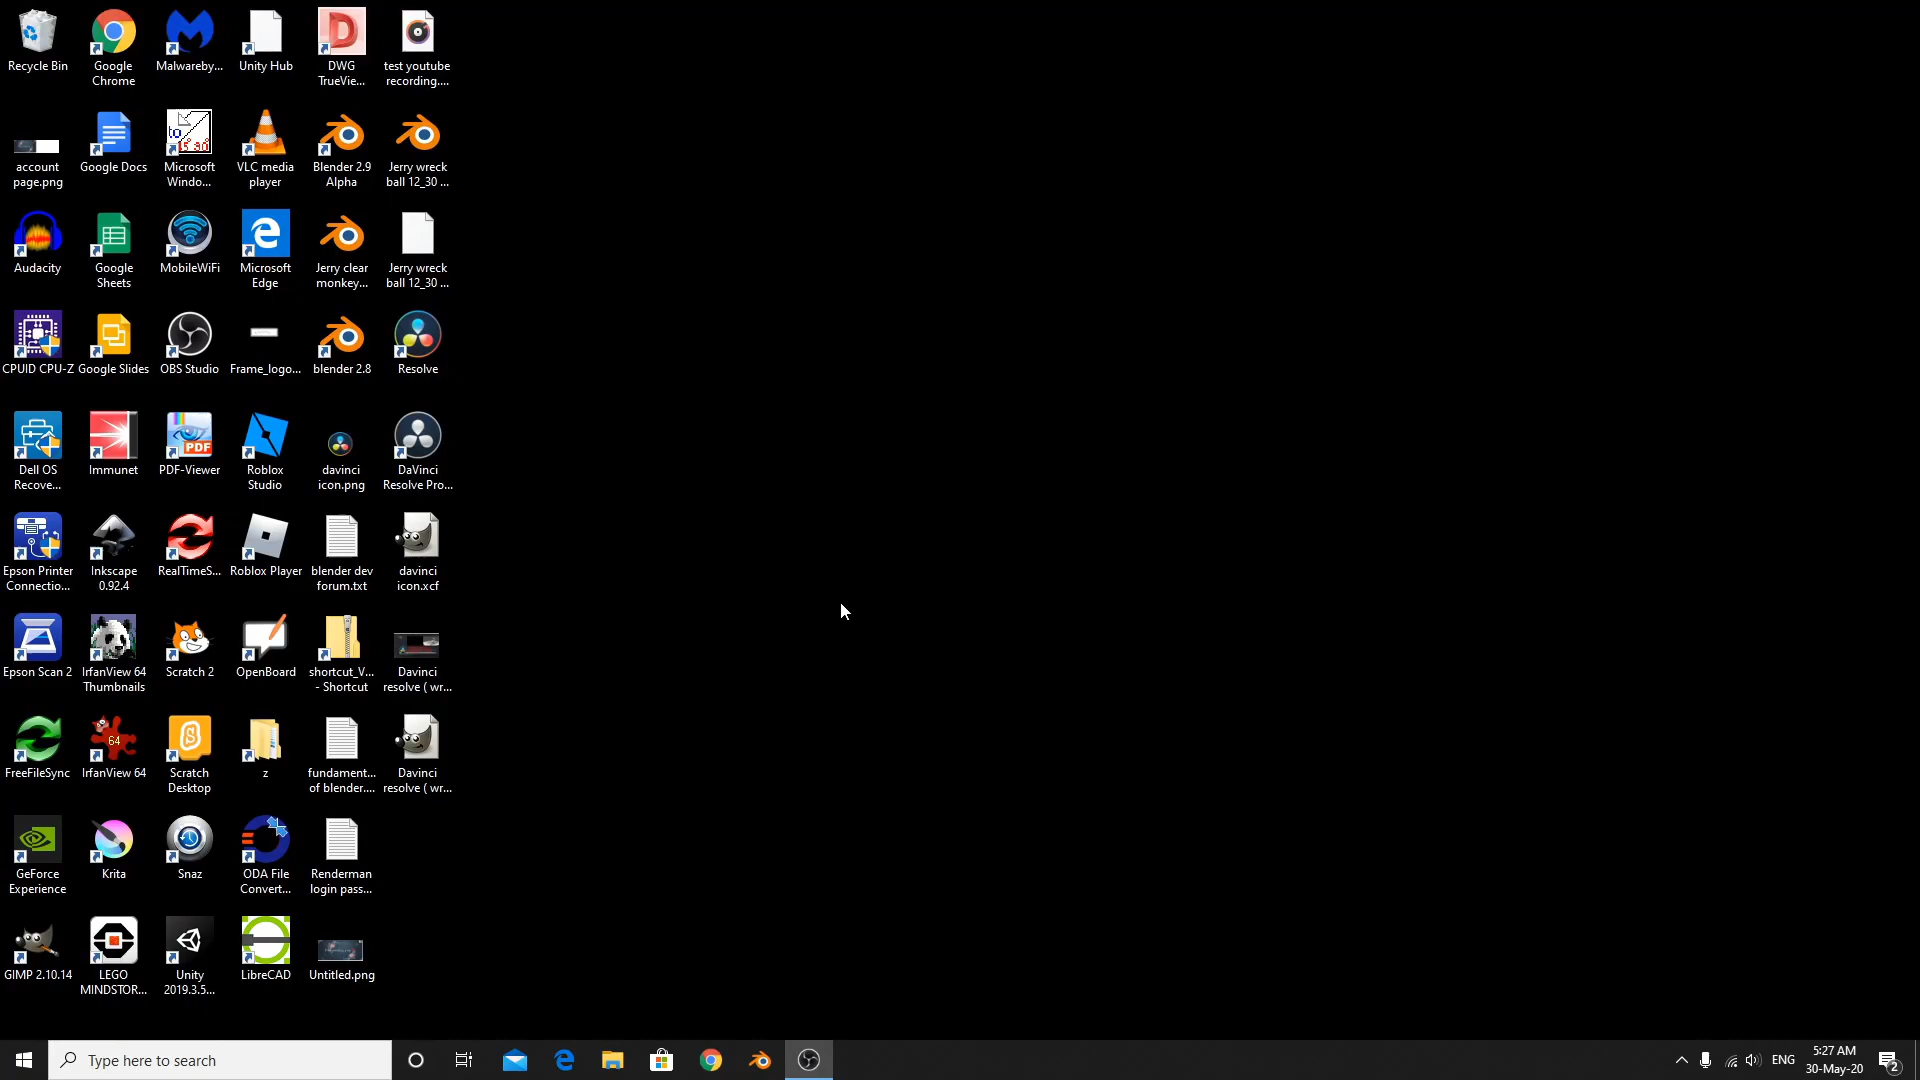 Recycle Bin
Google
Chrome
Malwareby...
Unity Hub
DWG
TrueVie...
test youtube
recording....
account
page.png
Google Docs
Microsoft
Windo...
VLC media
player
Blender 2.9
Alpha
Jerry wreck
ball 12_30 ...
Audacity
Google
Sheets
MobileWiFi
Microsoft
Edge
Jerry clear
monkey...
Jerry wreck
ball 12_30 ...
CPUID CPU-Z
Google Slides
OBS Studio
Frame_logo...
blender 2.8
Resolve
Dell OS
Recove...
Immunet
PDF
PDF-Viewer
Roblox
Studio
davinci
icon.png
DaVinci
Resolve Pro...
Epson Printer
Connectio...
Inkscape
0.92.4
RealTimeS...
Roblox Player
blender dev
forum.txt
davinci
icon.xcf
Epson Scan 2
IrfanView 64
Thumbnails
Scratch 2
OpenBoard
shortcut_V...
- Shortcut
Davinci
resolve ( wr...
FreeFileSync
64
IrfanView 64
Scratch
Desktop
z
fundament...
of blender....
Davinci
resolve ( wr...
GeForce
Experience
Krita
Snaz
ODA File
Convert...
Renderman
login pass...
GIMP 2.10.14
LEGO
MINDSTOR...
Unity
2019.3.5...
LibreCAD
Untitled.png
Type here to search
ENG
5:27 AM
30-May-20
2